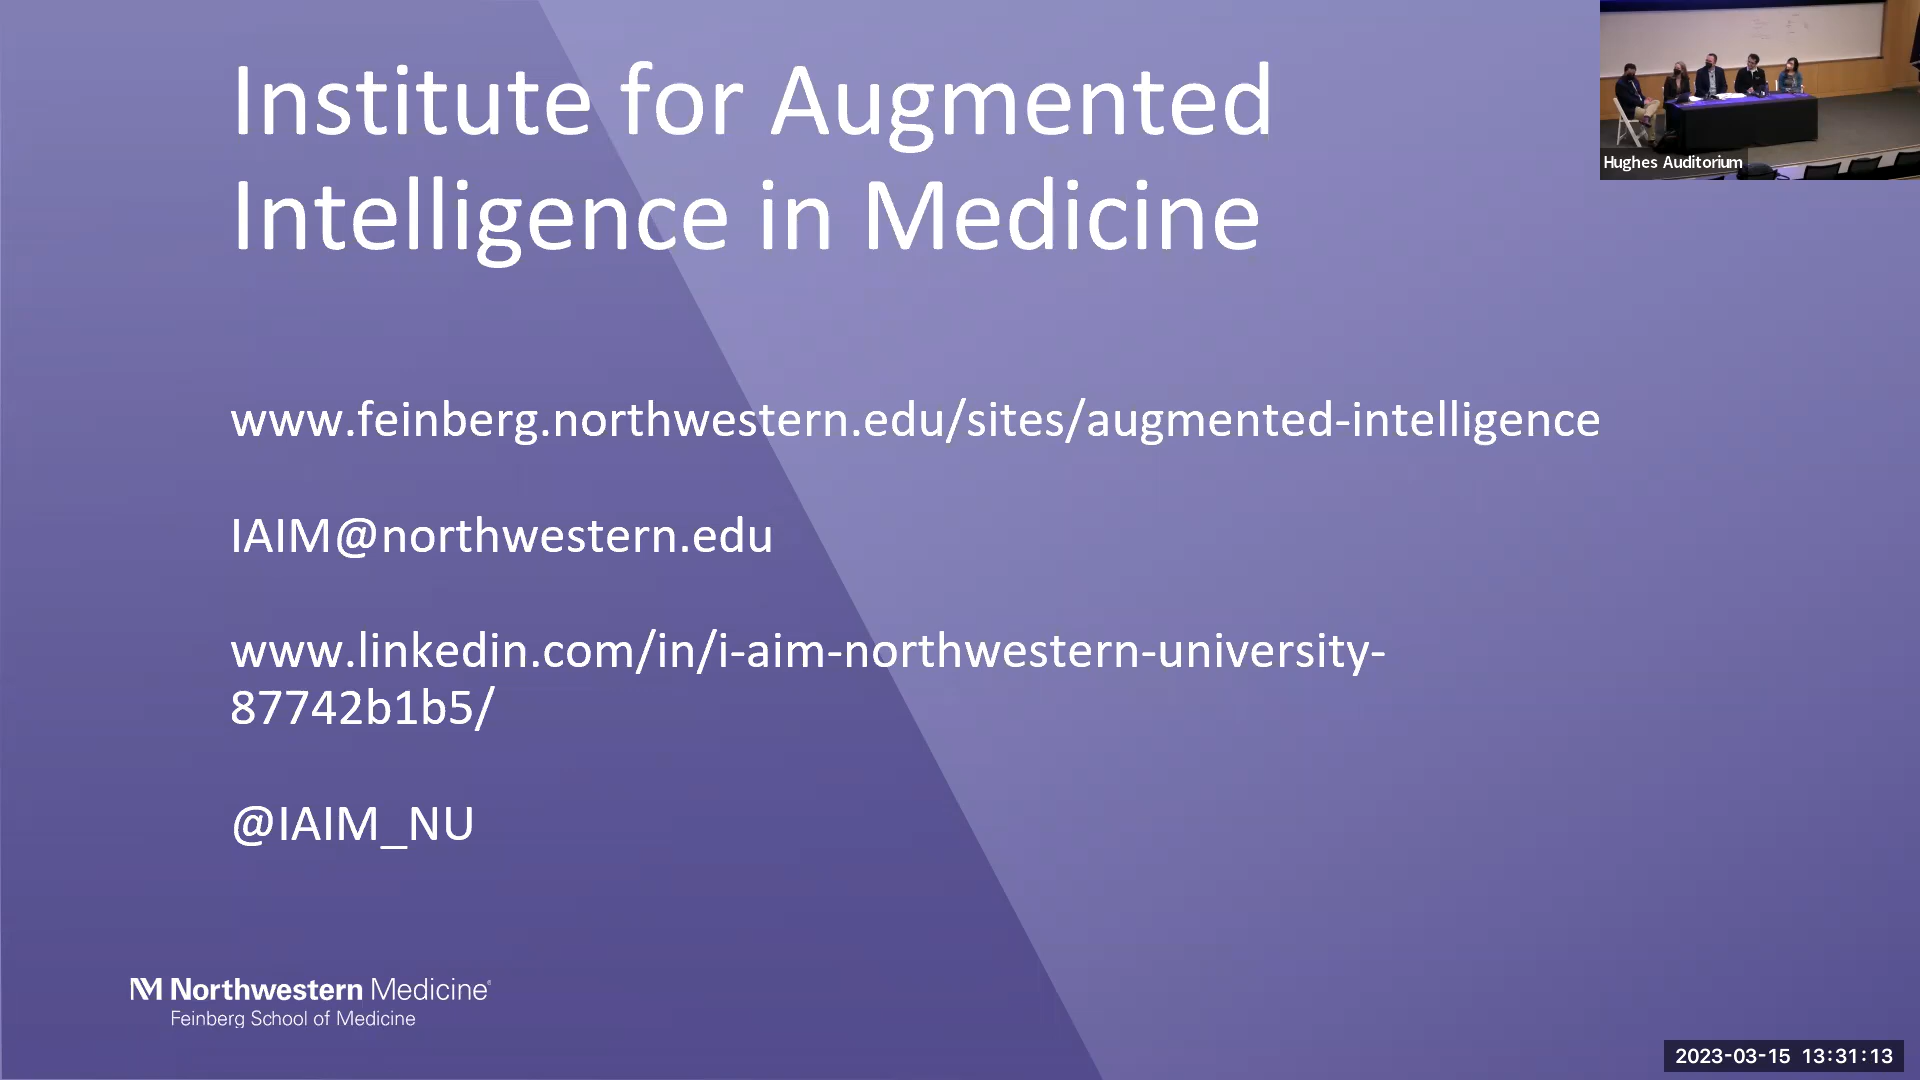 Institute for Augmented
Intelligence in Medicine
www.feinberg.northwestern.edu/sites/augmented-intelligence
IAIM@northwestern.edu
www.linkedin.com/in/i-aim-northwestern-university-
87742b1b5/
@IAIM_NU
NM Northwestern Medicine®
Feinberg School of Medicine
Hughes Auditorium
2023-03-15 13:31:13